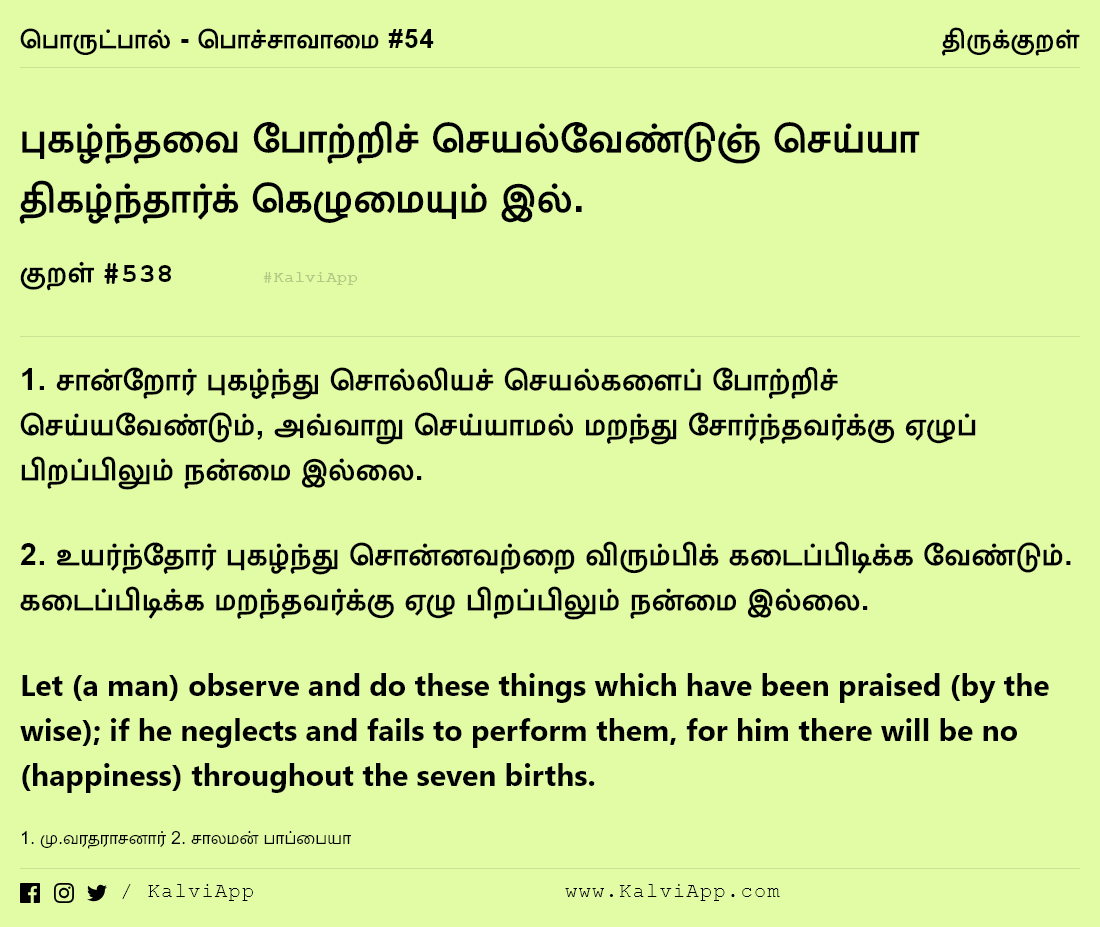 பொருட்பால் - பொச்சாவாமை #54 திருக்குறள்
புகழ்ந்தவை போற்றிச் செயல்வேண்டுஞ் செய்யா
திகழ்ந்தார்க் கெழுமையும் இல்.
குறள் #538 #KalviApp
1. சான்றோர் புகழ்ந்து சொல்லியச் செயல்களைப் போற்றிச்
செய்யவேண்டும், அவ்வாறு செய்யாமல் மறந்து சோர்ந்தவர்க்கு ஏழுப்
பிறப்பிலும் நன்மை இல்லை.
2. உயர்ந்தோர் புகழ்ந்து சொன்னவற்றை விரும்பிக் கடைப்பிடிக்க வேண்டும்.
கடைப்பிடிக்க மறந்தவர்க்கு ஏழு பிறப்பிலும் நன்மை இல்லை.
Let (a man) observe and do these things which have been praised (by the
wise); if he neglects and fails to perform them, for him there will be no
(happiness) throughout the seven births.
1. மு.வரதராசனார் 2. சாலமன் பாப்பையா
/ KalviApp www.KalviApp.com